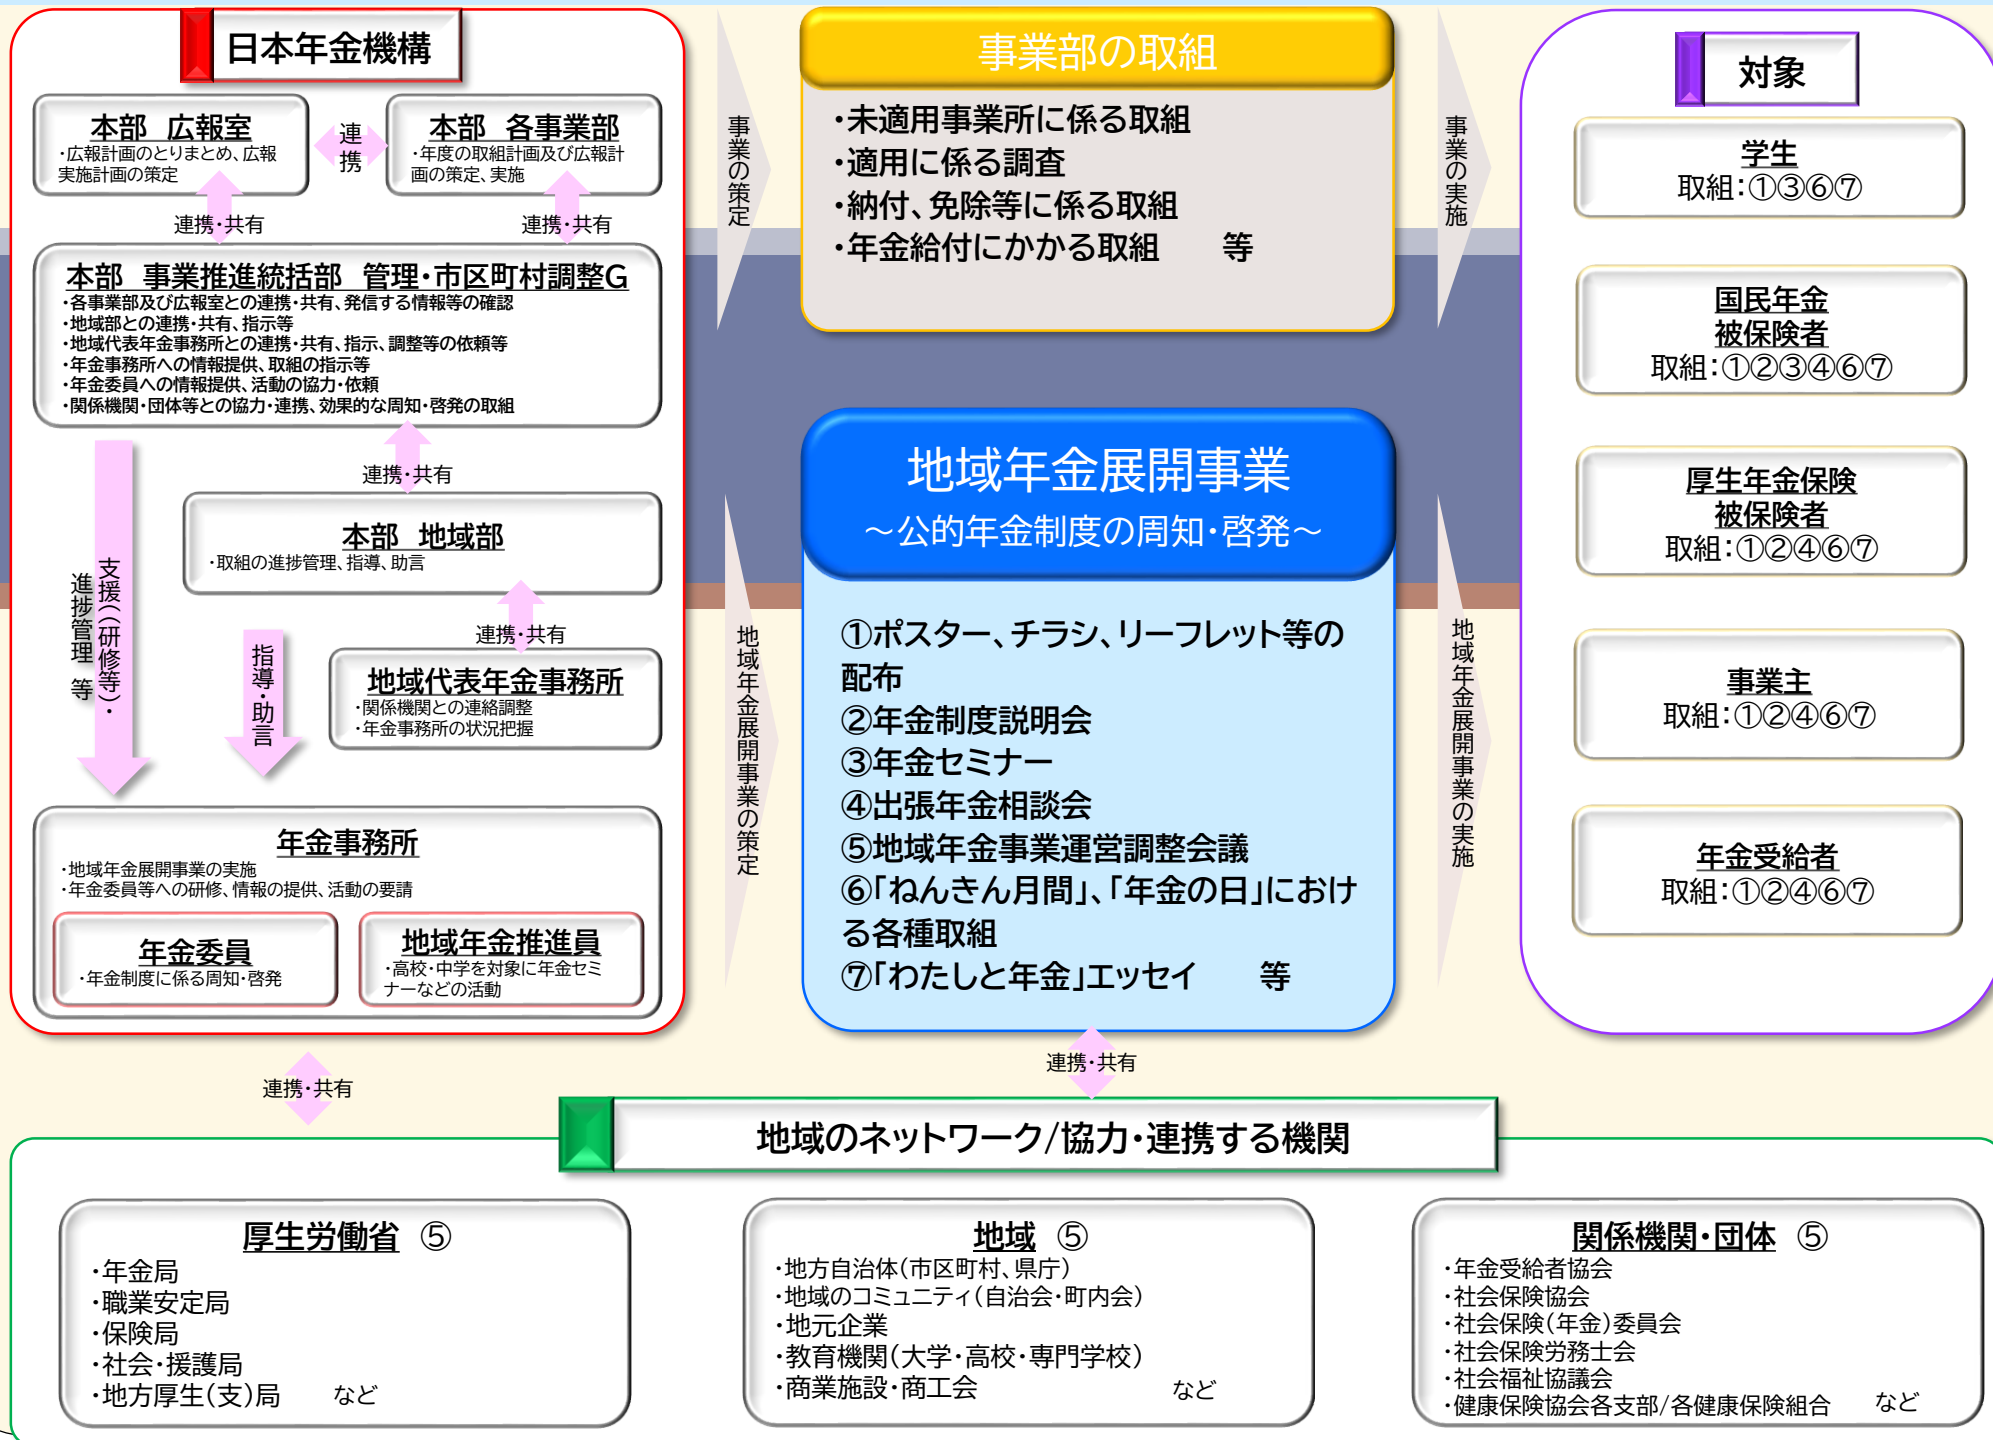 日本年金機構
本部　広報室
・広報計画のとりまとめ、広報
実施計画の策定
連
携
本部　各事業部
・年度の取組計画及び広報計
画の策定、実施
連携・共有
連携・共有
本部　事業推進統括部　管理・市区町村調整G
・各事業部及び広報室との連携・共有、発信する情報等の確認
・地域部との連携・共有、指示等
・地域代表年金事務所との連携・共有、指示、調整等の依頼等
・年金事務所への情報提供、取組の指示等
・年金委員への情報提供、活動の協力・依頼
・関係機関・団体等との協力・連携、効果的な周知・啓発の取組
連携・共有
本部　地域部
・取組の進捗管理、指導、助言
連携・共有
地域代表年金事務所
・関係機関との連絡調整
・年金事務所の状況把握
支援((研修等)・
進捗管理　等
指導・助言
年金事務所
・地域年金展開事業の実施
・年金委員等への研修、情報の提供、活動の要請
年金委員
・年金制度に係る周知・啓発
地域年金推進員
・高校・中学を対象に年金セミ
ナーなどの活動
連携・共有
事業の策定
地域年金展開事業の策定
事業部の取組
・未適用事業所に係る取組
・適用に係る調査
・納付、免除等に係る取組
・年金給付にかかる取組　　等
地域年金展開事業
～公的年金制度の周知・啓発～
①ポスター、チラシ、リーフレット等の
配布
②年金制度説明会
③年金セミナー
④出張年金相談会
⑤地域年金事業運営調整会議
⑥「ねんきん月間」、「年金の日」におけ
る各種取組
⑦「わたしと年金」エッセイ　　等
連携・共有
事業の実施
地域年金展開事業の実施
対象
学生
取組：①③⑥⑦
国民年金
被保険者
取組：①②③④⑥⑦
厚生年金保険
被保険者
取組：①②④⑥⑦
事業主
取組：①②④⑥⑦
年金受給者
取組：①②④⑥⑦
地域のネットワーク/協力・連携する機関
厚生労働省　⑤
・年金局
・職業安定局
・保険局
・社会・援護局
・地方厚生(支)局　　など
地域　⑤
・地方自治体(市区町村、県庁)
・地域のコミュニティ(自治会・町内会)
・地元企業
・教育機関(大学・高校・専門学校)
・商業施設・商工会　　など
関係機関・団体　⑤
・年金受給者協会
・社会保険協会
・社会保険(年金)委員会
・社会保険労務士会
・社会福祉協議会
・健康保険協会各支部/各健康保険組合　　など